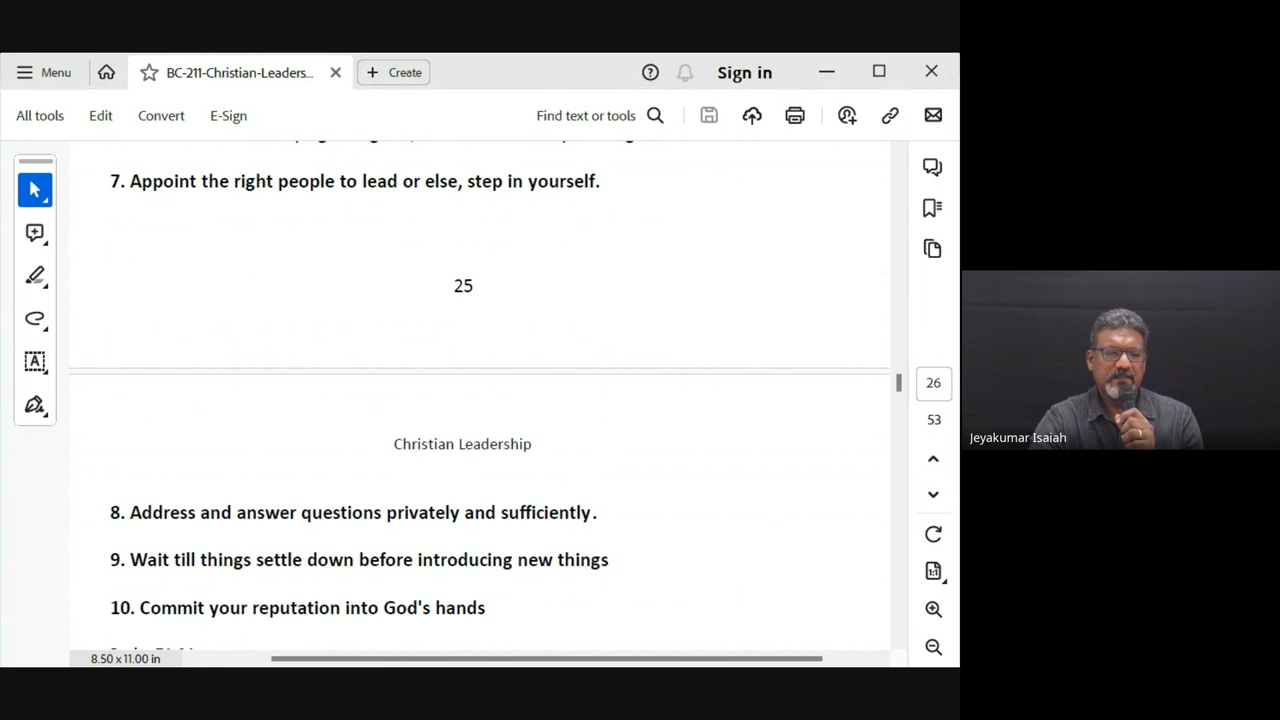 Menu
BC-211-Christian-Leaders...
Create
Sign in
All tools
Edit
Convert
E-Sign
Find text or tools
7. Appoint the right people to lead or else, step in yourself.
25
Christian Leadership
8. Address and answer questions privately and sufficiently.
9. Wait till things settle down before introducing new things
10. Commit your reputation into God's hands
8.50 x 11.00 in
26
53
1:1
Jeyakumar Isaiah